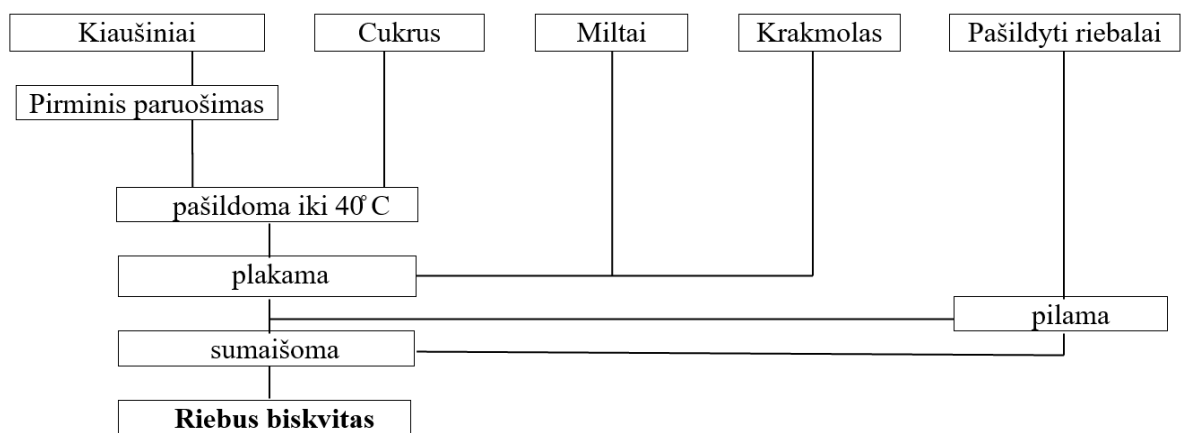 Kiaušiniai
Cukrus
Miltai
Krakmolas
Pašildyti riebalai
Pirminis paruošimas
pašildoma iki 40° C
plakama
pilama
sumaišoma
Riebus biskvitas